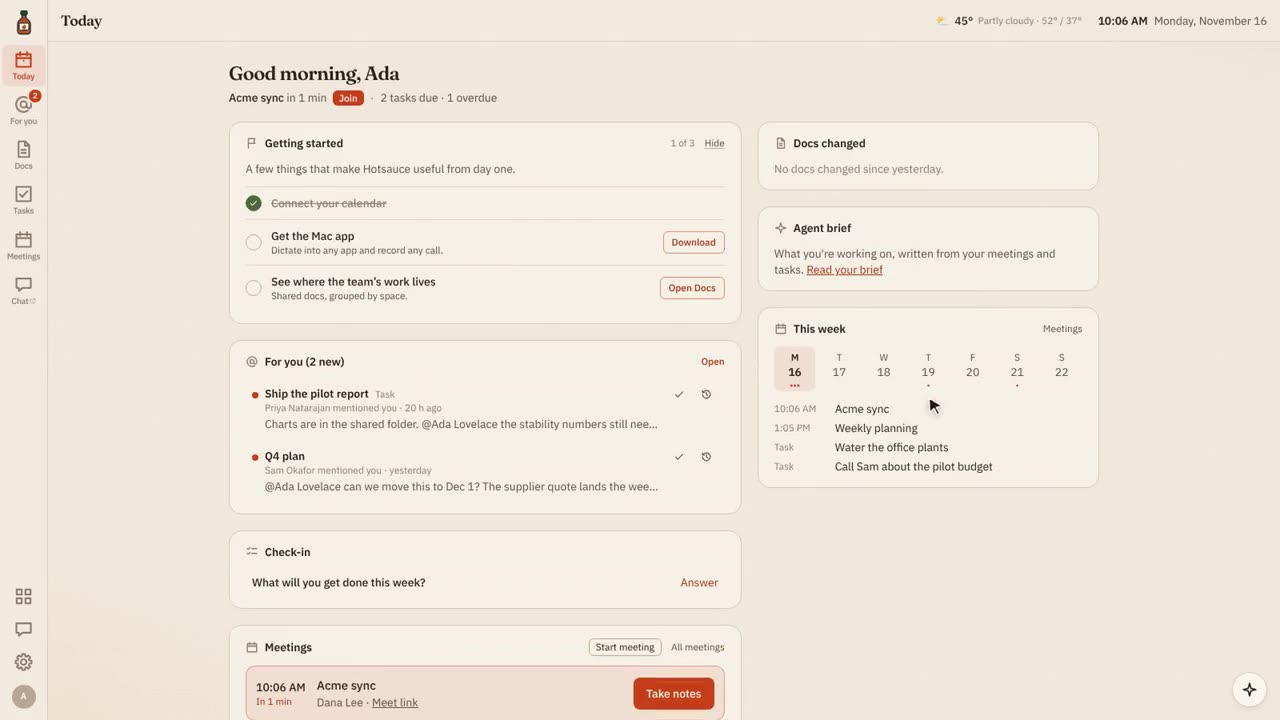 Today
⛅ 45° Partly cloudy · 52° / 37° 10:06 AM Monday, November 16
Today
2
For you
Docs
Tasks
Meetings
Chat
A
Good morning, Ada
Acme sync in 1 min Join · 2 tasks due · 1 overdue
Getting started 1 of 3 Hide
A few things that make Hotsauce useful from day one.
Connect your calendar
Get the Mac app
Dictate into any app and record any call.
Download
See where the team's work lives
Shared docs, grouped by space.
Open Docs
For you (2 new) Open
Ship the pilot report Task
Priya Natarajan mentioned you · 20 h ago
Charts are in the shared folder. @Ada Lovelace the stability numbers still nee…
Q4 plan
Sam Okafor mentioned you · yesterday
@Ada Lovelace can we move this to Dec 1? The supplier quote lands the wee…
Check-in
What will you get done this week? Answer
Meetings Start meeting All meetings
10:06 AM Acme sync
In 1 min Dana Lee · Meet link
Take notes
Docs changed
No docs changed since yesterday.
Agent brief
What you're working on, written from your meetings and
tasks. Read your brief
This week Meetings
M T W T F S S
16 17 18 19 20 21 22
10:06 AM Acme sync
1:05 PM Weekly planning
Task Water the office plants
Task Call Sam about the pilot budget